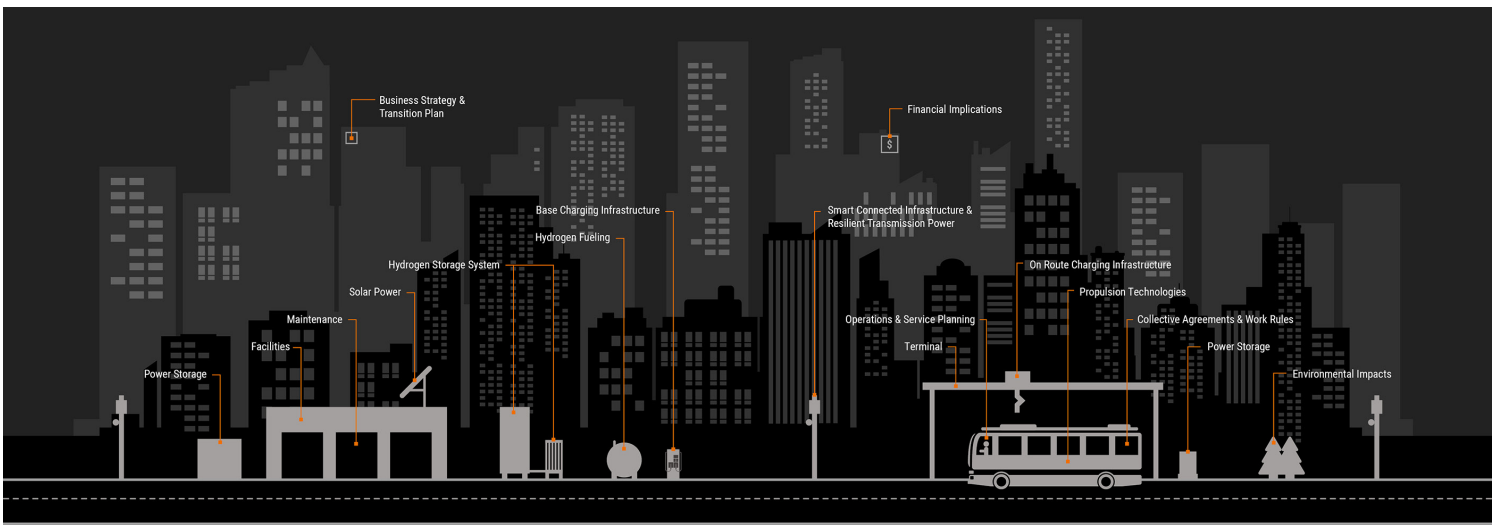 Business Strategy &
Transition Plan
Financial Implications
$
Base Charging Infrastructure
Smart Connected Infrastructure &
Resilient Transmission Power
Hydrogen Fueling
Hydrogen Storage System
On Route Charging Infrastructure
Solar Power
Propulsion Technologies
Maintenance
Operations & Service Planning
Collective Agreements & Work Rules
Facilities
Terminal
Power Storage
Power Storage
Environmental Impacts